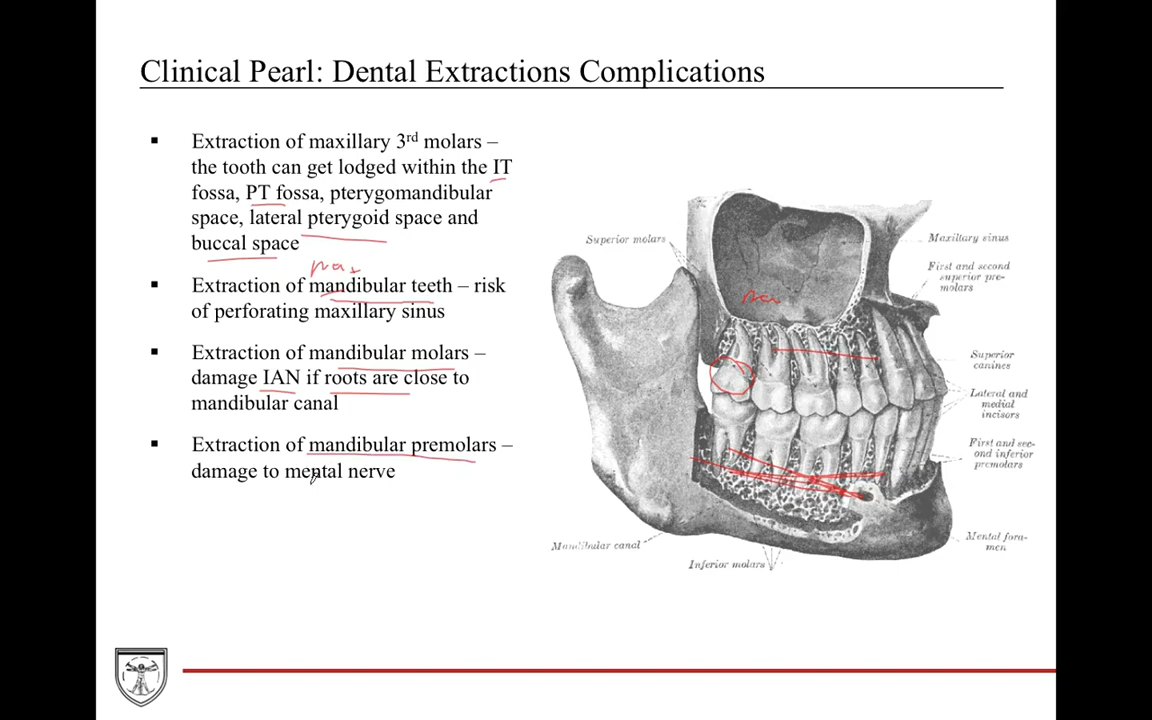 Clinical Pearl: Dental Extractions Complications
▪ Extraction of maxillary 3rd molars –
the tooth can get lodged within the IT
fossa, PT fossa, pterygomandibular
space, lateral pterygoid space and
buccal space
max
▪ Extraction of mandibular teeth – risk
of perforating maxillary sinus
▪ Extraction of mandibular molars –
damage IAN if roots are close to
mandibular canal
▪ Extraction of mandibular premolars –
damage to mental nerve
Superior molars
Maxillary sinus
First and second
superior pre-
molars
Superior
canines
Lateral and
medial
incisors
First and sec-
ond inferior
premolars
Mental fora-
men
Mandibular canal
Inferior molars